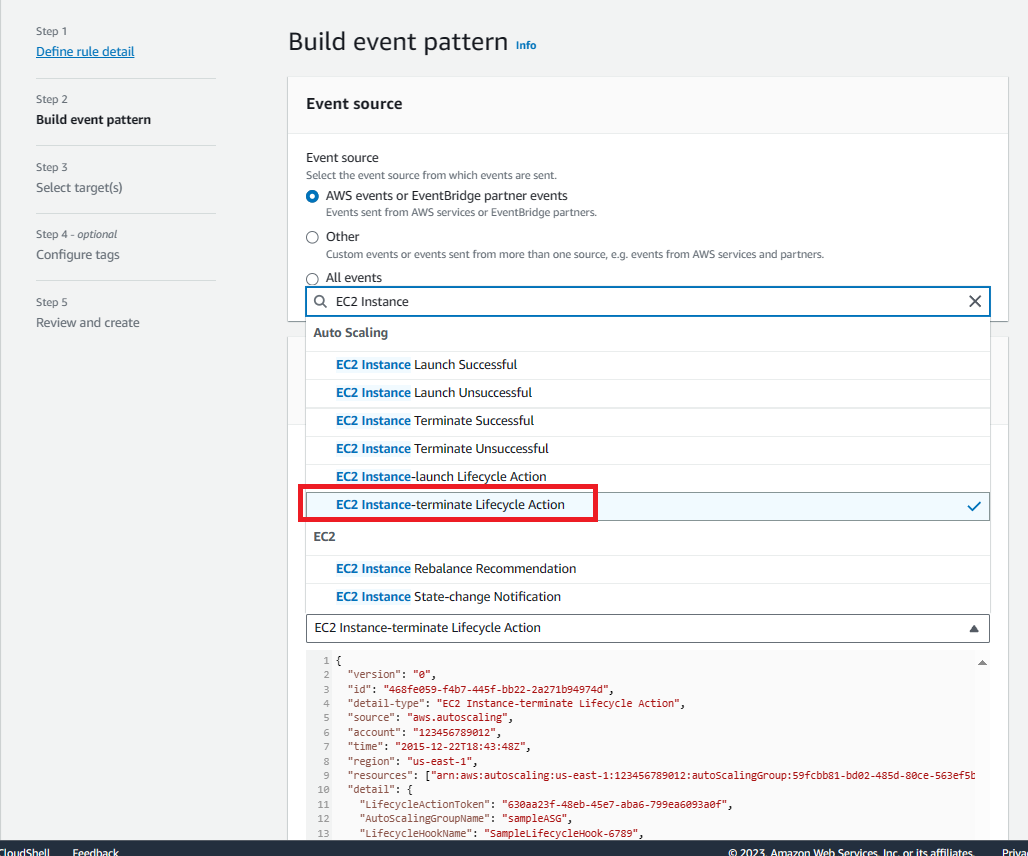 Step 1
Define rule detail
Step 2
Build event pattern
Step 3
Select target(s)
Step 4 - optional
Configure tags
Step 5
Review and create
Build event pattern Info
Event source
Event source
Select the event source from which events are sent.
AWS events or EventBridge partner events
Events sent from AWS services or EventBridge partners.
Other
Custom events or events sent from more than one source, e.g. events from AWS services and partners.
All events
EC2 Instance
Auto Scaling
EC2 Instance Launch Successful
EC2 Instance Launch Unsuccessful
EC2 Instance Terminate Successful
EC2 Instance Terminate Unsuccessful
EC2 Instance-launch Lifecycle Action
EC2 Instance-terminate Lifecycle Action
EC2
EC2 Instance Rebalance Recommendation
EC2 Instance State-change Notification
EC2 Instance-terminate Lifecycle Action
1 {
2 "version": "0",
3 "id": "468fe059-f4b7-445f-bb22-2a271b94974d",
4 "detail-type": "EC2 Instance-terminate Lifecycle Action",
5 "source": "aws.autoscaling",
6 "account": "123456789012",
7 "time": "2015-12-22T18:43:48Z",
8 "region": "us-east-1",
9 "resources": ["arn:aws:autoscaling:us-east-1:123456789012:autoScalingGroup:59fcbb81-bd02-485d-80ce-563ef5b
10 "detail": {
11 "LifecycleActionToken": "630aa23f-48eb-45e7-aba6-799ea6093a0f",
12 "AutoScalingGroupName": "sampleASG",
13 "LifecycleHookName": "SampleLifecycleHook-6789",
CloudShell Feedback © 2023, Amazon Web Services, Inc. or its affiliates.